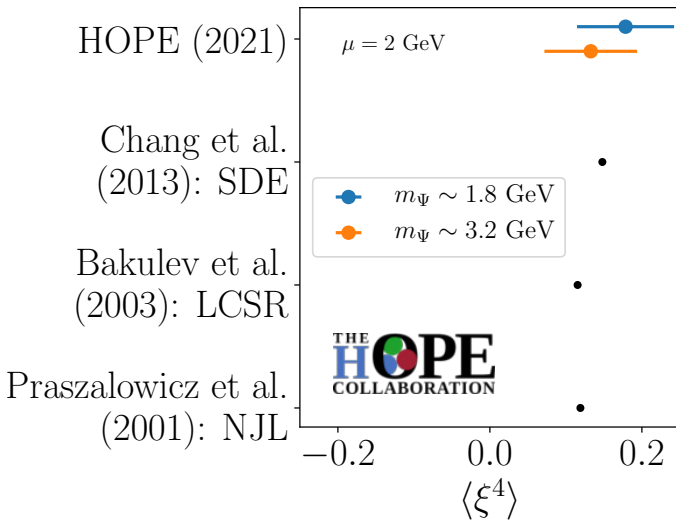 HOPE (2021)
μ = 2 GeV
Chang et al.
(2013): SDE
m_Ψ ∼ 1.8 GeV
m_Ψ ∼ 3.2 GeV
Bakulev et al.
(2003): LCSR
THE
HOPE
COLLABORATION
Praszalowicz et al.
(2001): NJL
−0.2 0.0 0.2
⟨ξ⁴⟩